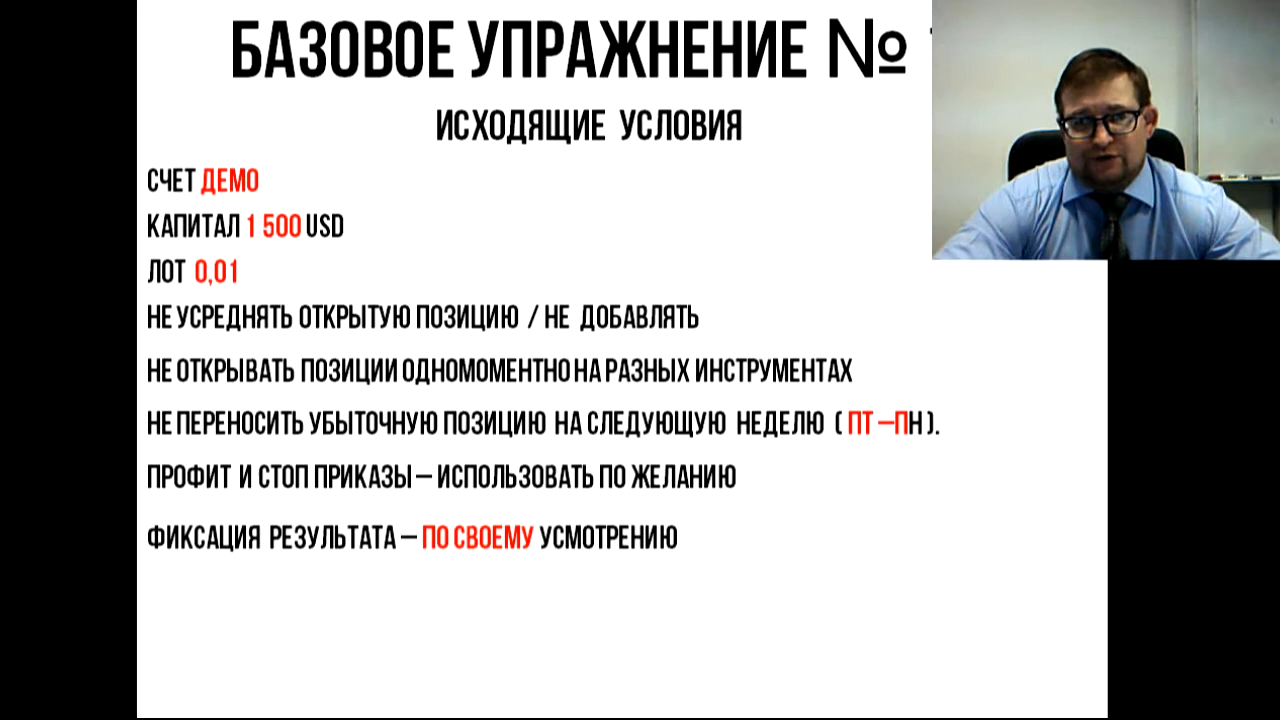 БАЗОВОЕ УПРАЖНЕНИЕ №
ИСХОДЯЩИЕ УСЛОВИЯ
СЧЕТ ДЕМО
КАПИТАЛ 1 500 USD
ЛОТ 0,01
НЕ УСРЕДНЯТЬ ОТКРЫТУЮ ПОЗИЦИЮ / НЕ ДОБАВЛЯТЬ
НЕ ОТКРЫВАТЬ ПОЗИЦИИ ОДНОМОМЕНТНО НА РАЗНЫХ ИНСТРУМЕНТАХ
НЕ ПЕРЕНОСИТЬ УБЫТОЧНУЮ ПОЗИЦИЮ НА СЛЕДУЮЩУЮ НЕДЕЛЮ ( ПТ –ПН ).
ПРОФИТ И СТОП ПРИКАЗЫ – ИСПОЛЬЗОВАТЬ ПО ЖЕЛАНИЮ
ФИКСАЦИЯ РЕЗУЛЬТАТА – ПО СВОЕМУ УСМОТРЕНИЮ